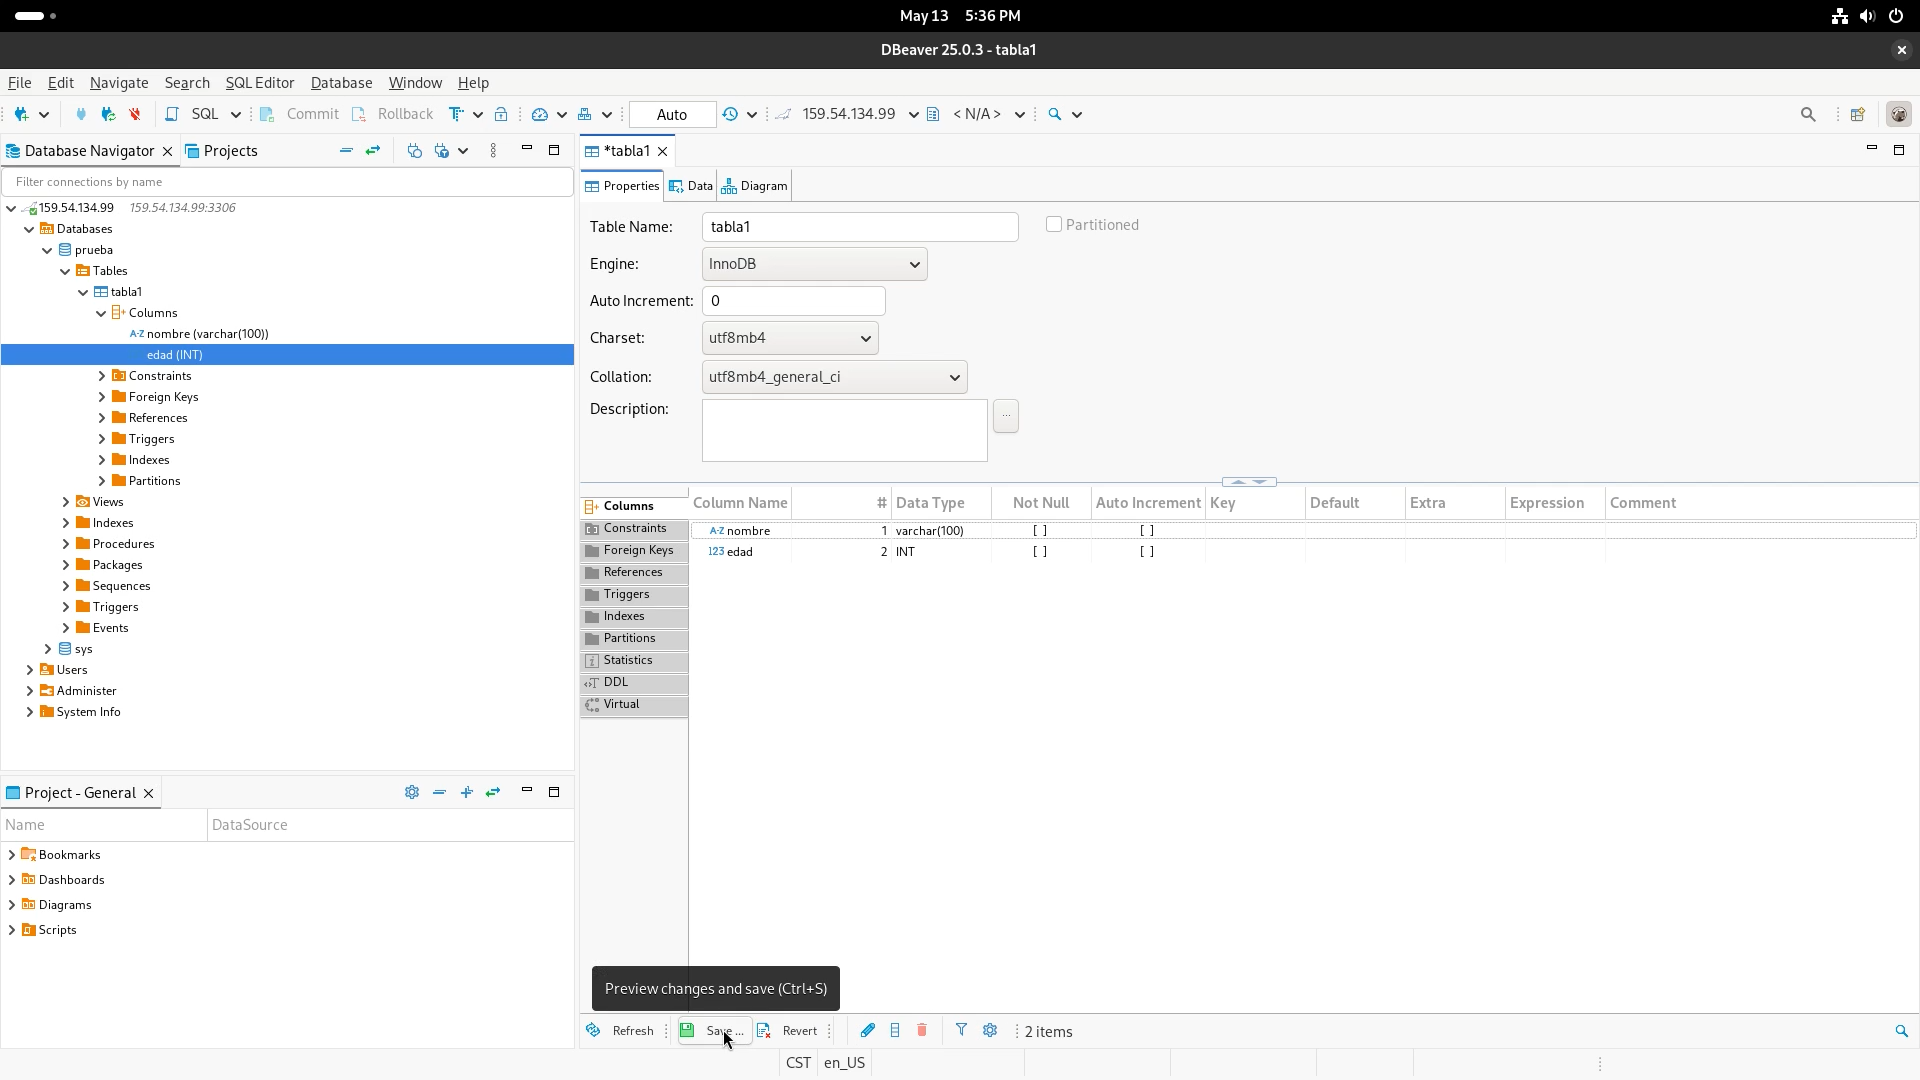 May 13 5:36 PM
DBeaver 25.0.3 - tabla1
File Edit Navigate Search SQL Editor Database Window Help
SQL Commit Rollback Auto 159.54.134.99 < N/A >
Database Navigator Projects
Filter connections by name
159.54.134.99 159.54.134.99:3306
Databases
prueba
Tables
tabla1
Columns
A-Z nombre (varchar(100))
edad (INT)
Constraints
Foreign Keys
References
Triggers
Indexes
Partitions
Views
Indexes
Procedures
Packages
Sequences
Triggers
Events
sys
Users
Administer
System Info
Project - General
Name DataSource
Bookmarks
Dashboards
Diagrams
Scripts
*tabla1
Properties Data Diagram
Table Name: tabla1 Partitioned
Engine: InnoDB
Auto Increment: 0
Charset: utf8mb4
Collation: utf8mb4_general_ci
Description: ...
Columns
Constraints
Foreign Keys
References
Triggers
Indexes
Partitions
Statistics
DDL
Virtual
Column Name # Data Type Not Null Auto Increment Key Default Extra Expression Comment
A-Z nombre 1 varchar(100) [ ] [ ]
123 edad 2 INT [ ] [ ]
Preview changes and save (Ctrl+S)
Refresh Save ... Revert 2 items
CST en_US